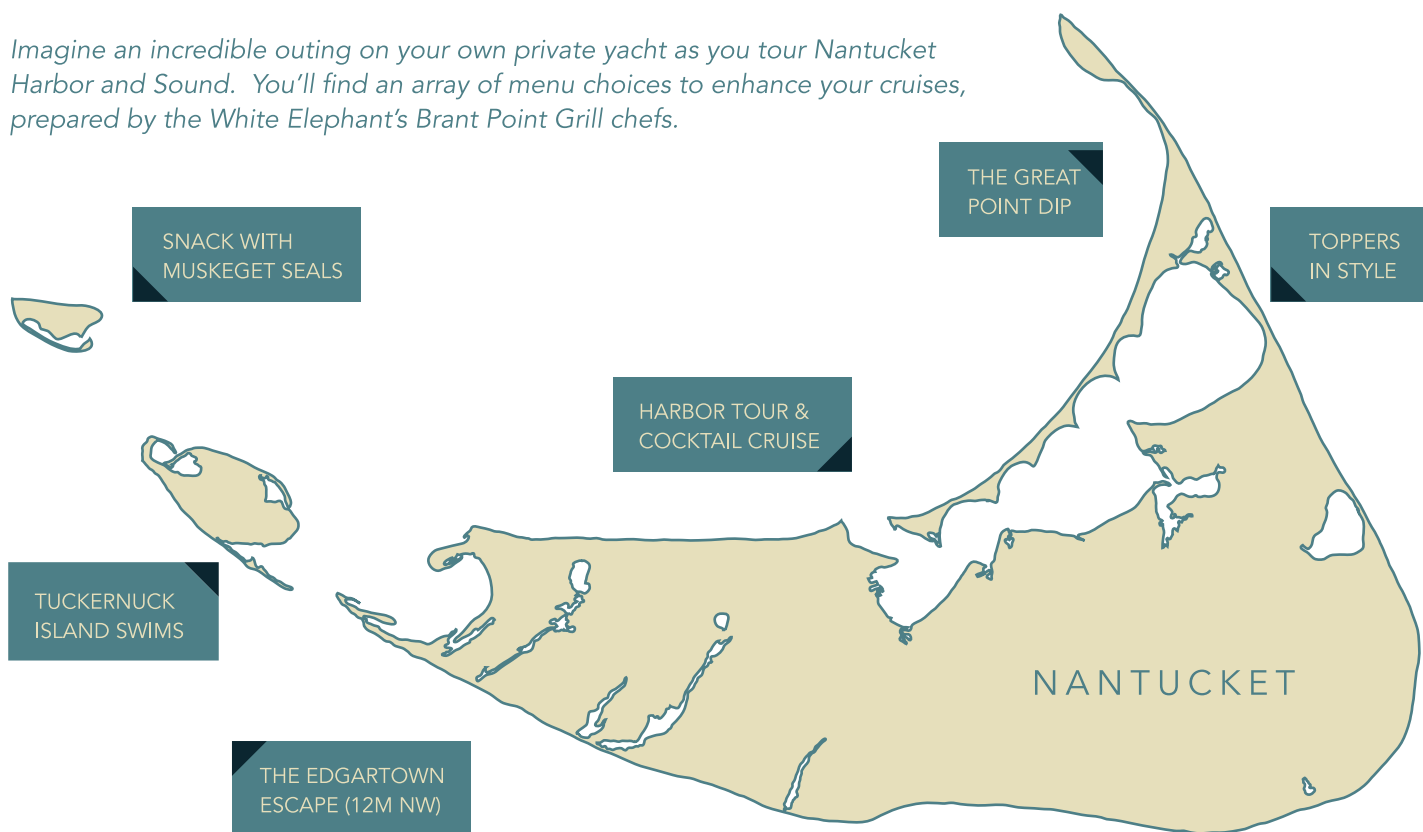 Imagine an incredible outing on your own private yacht as you tour Nantucket
Harbor and Sound.  You'll find an array of menu choices to enhance your cruises,
prepared by the White Elephant's Brant Point Grill chefs.
THE GREAT
POINT DIP
SNACK WITH
MUSKEGET SEALS
TOPPERS
IN STYLE
HARBOR TOUR &
COCKTAIL CRUISE
TUCKERNUCK
ISLAND SWIMS
NANTUCKET
THE EDGARTOWN
ESCAPE (12M NW)